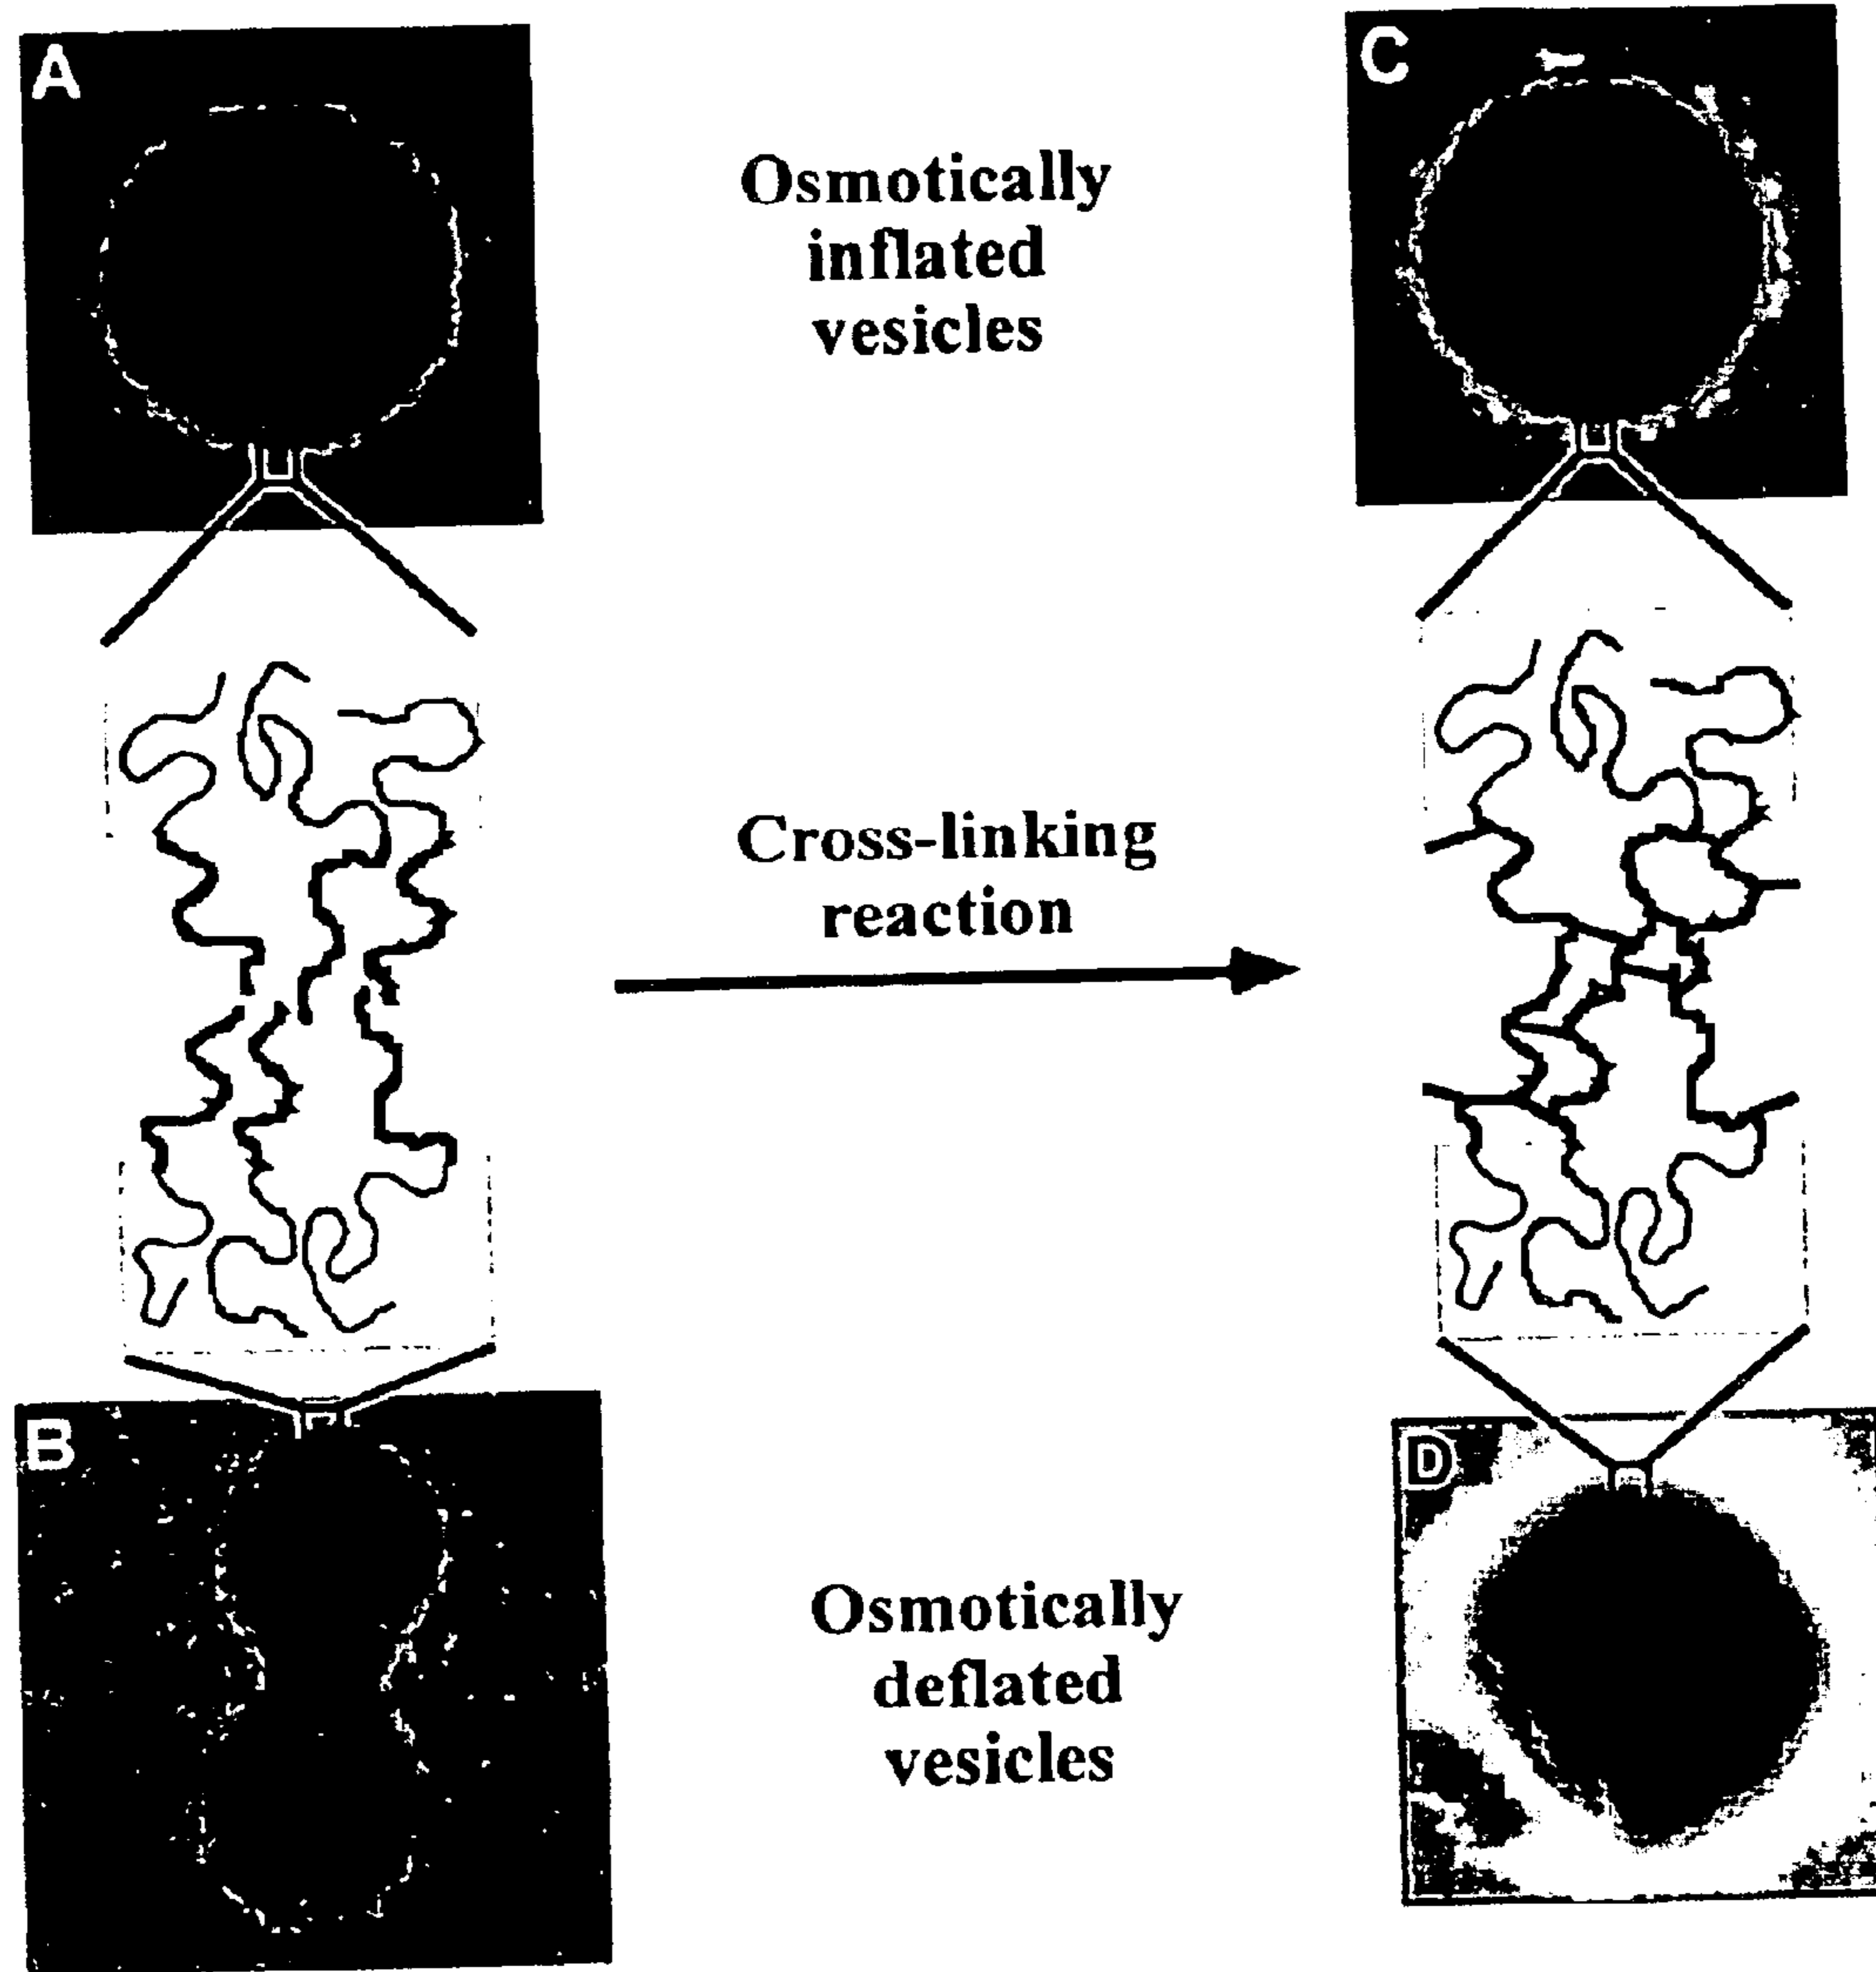 A
C
Osmotically
inflated
vesicles
Cross-linking
reaction
B
D
Osmotically
deflated
vesicles